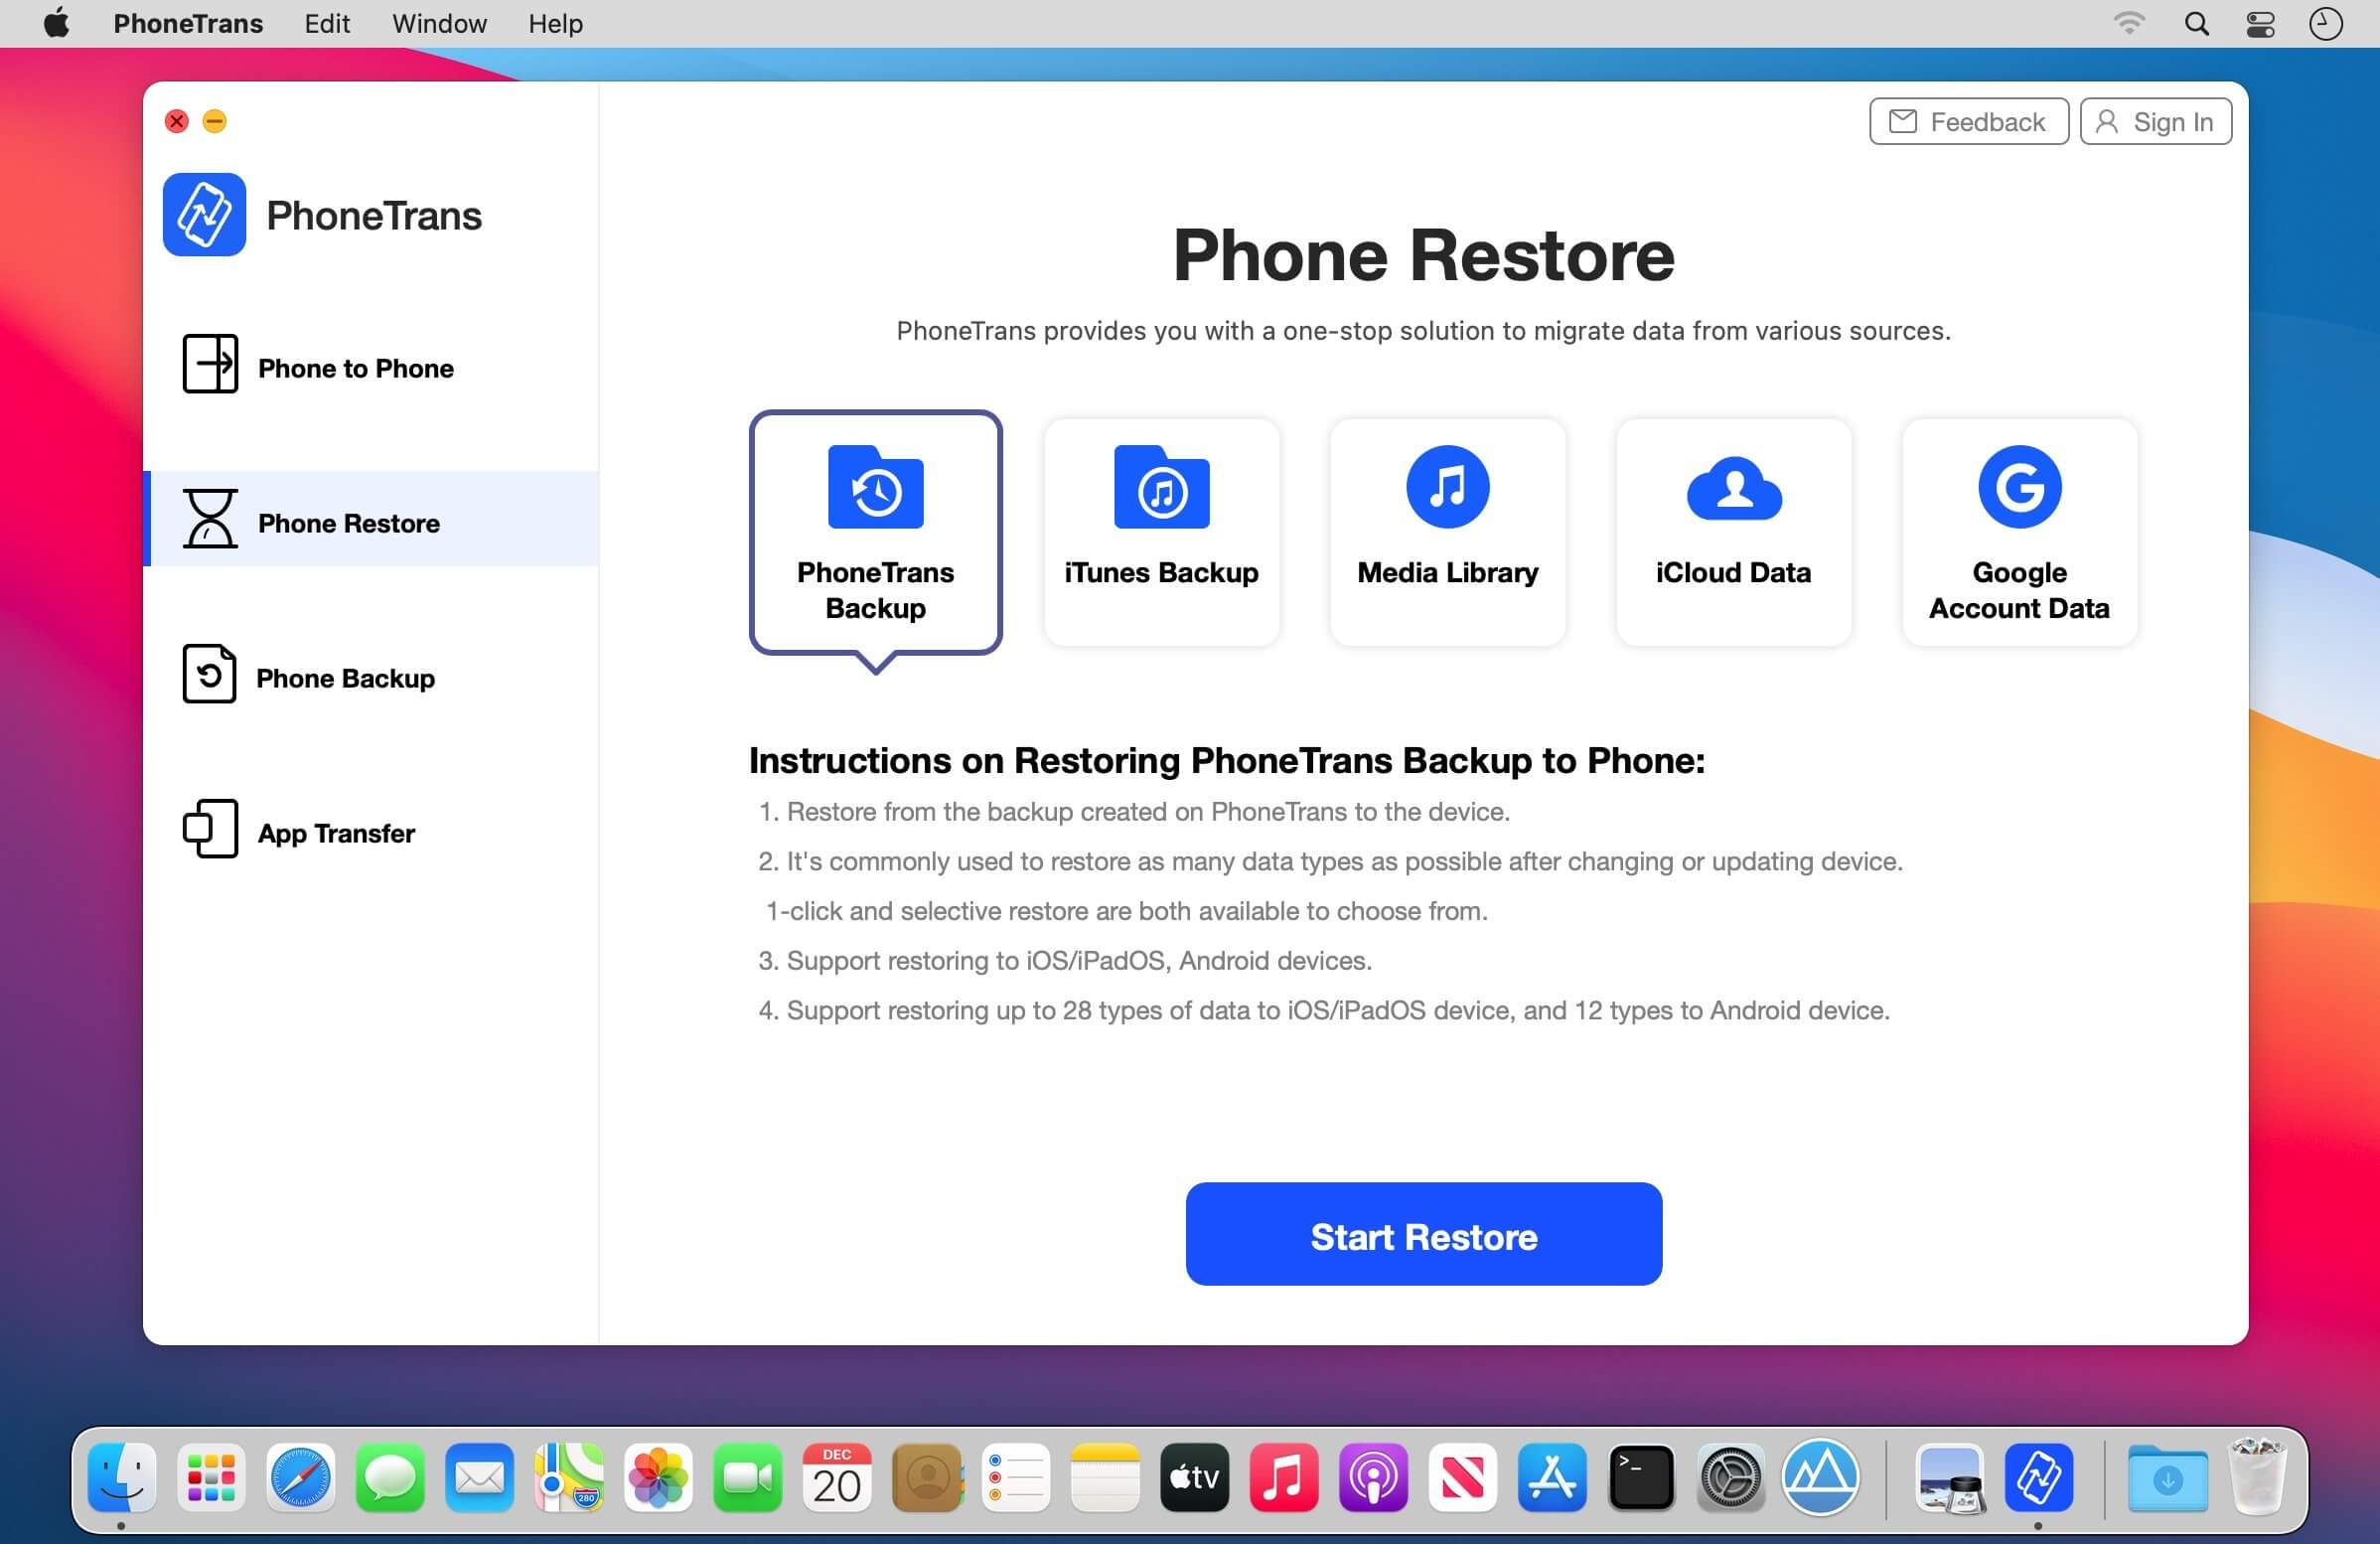 PhoneTrans Edit Window Help
Feedback Sign In
PhoneTrans
Phone to Phone
Phone Restore
Phone Backup
App Transfer
Phone Restore
PhoneTrans provides you with a one-stop solution to migrate data from various sources.
PhoneTrans
Backup
iTunes Backup
Media Library
iCloud Data
Google
Account Data
Instructions on Restoring PhoneTrans Backup to Phone:
1. Restore from the backup created on PhoneTrans to the device.
2. It's commonly used to restore as many data types as possible after changing or updating device.
1-click and selective restore are both available to choose from.
3. Support restoring to iOS/iPadOS, Android devices.
4. Support restoring up to 28 types of data to iOS/iPadOS device, and 12 types to Android device.
Start Restore
280
DEC
20
tv
>_